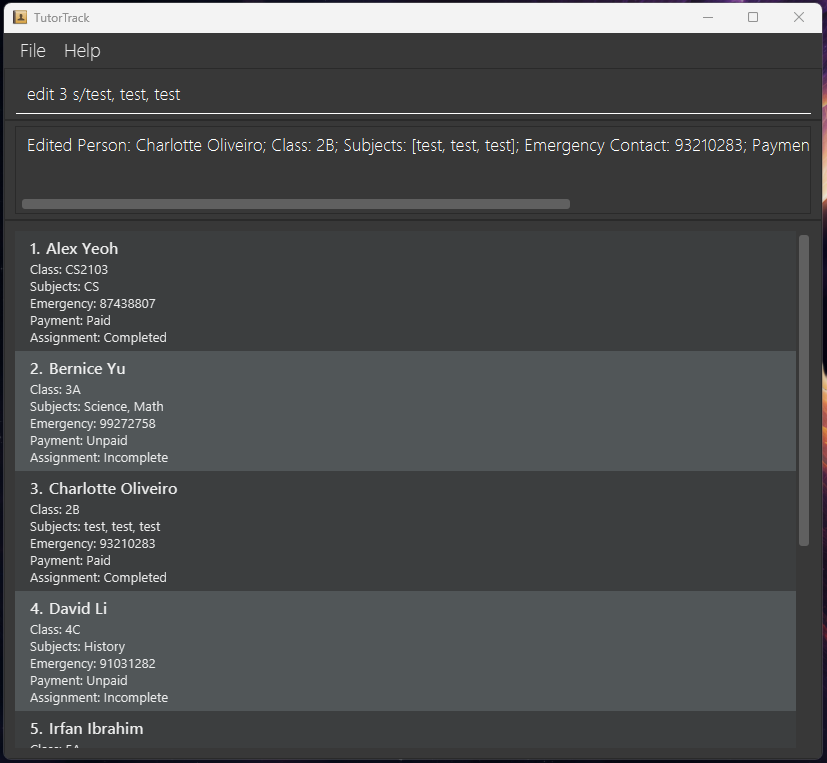 TutorTrack
File Help
edit 3 s/test, test, test
Edited Person: Charlotte Oliveiro; Class: 2B; Subjects: [test, test, test]; Emergency Contact: 93210283; Paymen
1. Alex Yeoh
Class: CS2103
Subjects: CS
Emergency: 87438807
Payment: Paid
Assignment: Completed
2. Bernice Yu
Class: 3A
Subjects: Science, Math
Emergency: 99272758
Payment: Unpaid
Assignment: Incomplete
3. Charlotte Oliveiro
Class: 2B
Subjects: test, test, test
Emergency: 93210283
Payment: Paid
Assignment: Completed
4. David Li
Class: 4C
Subjects: History
Emergency: 91031282
Payment: Unpaid
Assignment: Incomplete
5. Irfan Ibrahim
Class: 5A